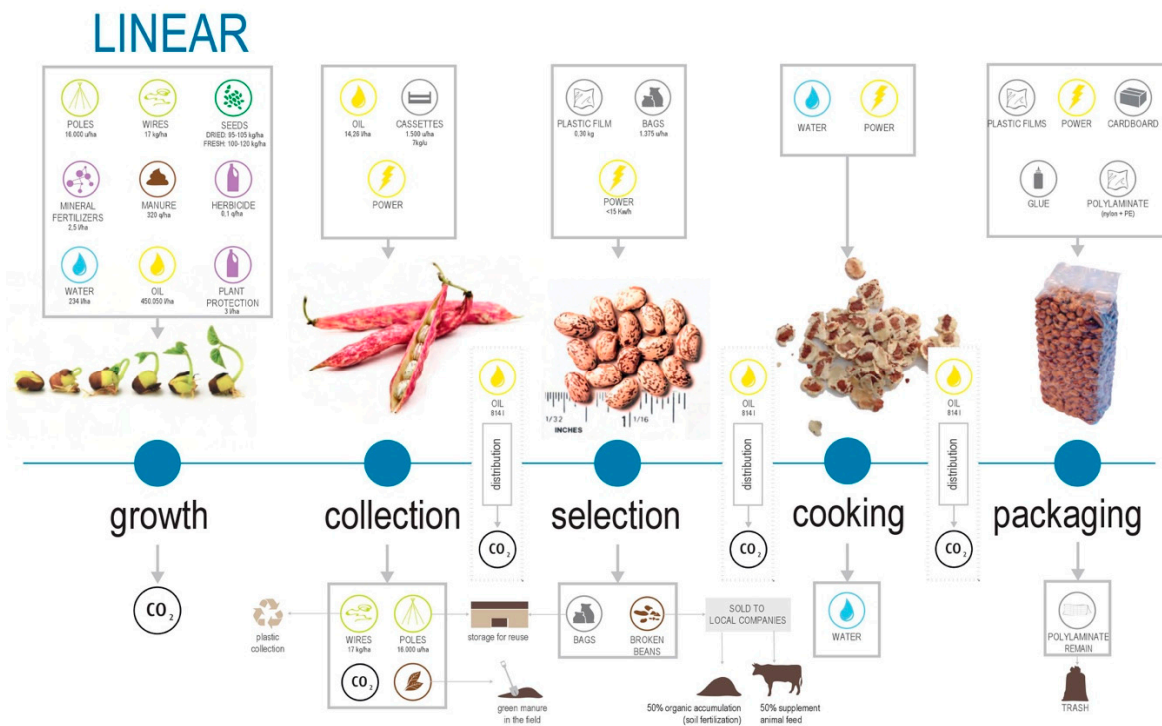 LINEAR
POLES
16.000 u/ha
WIRES
17 kg/ha
SEEDS
DRIED: 95-105 kg/ha
FRESH: 100-120 kg/ha
MINERAL
FERTILIZERS
2,5 l/ha
MANURE
320 q/ha
HERBICIDE
0,1 q/ha
WATER
234 l/ha
OIL
450.050 l/ha
PLANT
PROTECTION
3 l/ha
OIL
14,28 l/ha
CASSETTES
1.500 u/ha
7kg/u
POWER
PLASTIC FILM
0,30 kg
BAGS
1.375 u/ha
POWER
<15 Kw/h
WATER
POWER
PLASTIC FILMS
POWER
CARDBOARD
GLUE
POLYLAMINATE
(nylon + PE)
1/32
1
1/16
INCHES
OIL
814 l
distribution
CO2
OIL
814 l
distribution
CO2
OIL
814 l
distribution
CO2
growth
collection
selection
cooking
packaging
CO2
plastic
collection
WIRES
17 kg/ha
POLES
16.000 u/ha
CO2
storage for reuse
green manure
in the field
BAGS
BROKEN
BEANS
SOLD TO
LOCAL COMPANIES
50% organic accumulation
(soil fertilization)
50% supplement
animal feed
WATER
POLYLAMINATE
REMAIN
TRASH